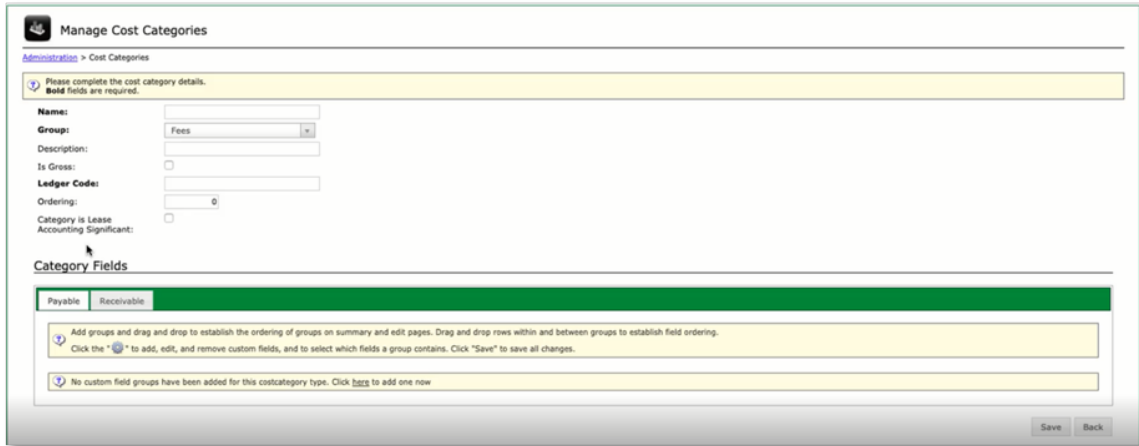 Manage Cost Categories
Administration > Cost Categories
Please complete the cost category details.
Bold fields are required.
Name:
Group:
Fees
Description:
Is Gross:
Ledger Code:
Ordering:
0
Category is Lease
Accounting Significant:
Category Fields
Payable
Receivable
Add groups and drag and drop to establish the ordering of groups on summary and edit pages. Drag and drop rows within and between groups to establish field ordering.
Click the " " to add, edit, and remove custom fields, and to select which fields a group contains. Click "Save" to save all changes.
No custom field groups have been added for this costcategory type. Click here to add one now
Save
Back